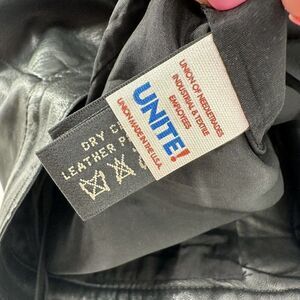 UNION OF NEEDLETRADES
INDUSTRIAL & TEXTILE
EMPLOYEES
UNITE!
UNION MADE IN THE U.S.A.
DRY
LEATHER